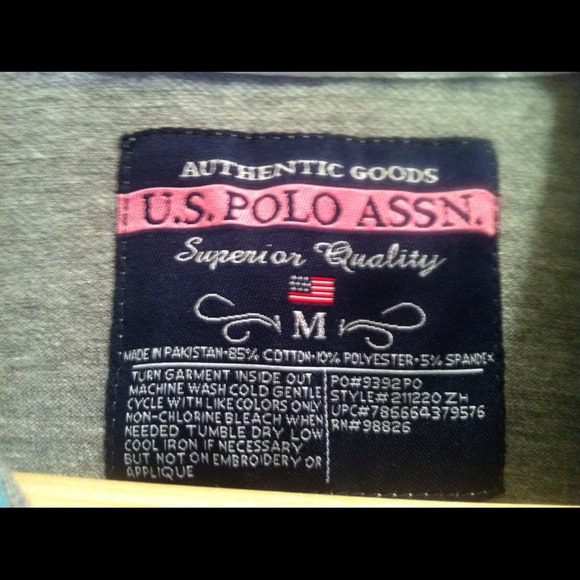 AUTHENTIC GOODS
U.S. POLO ASSN.
Superior Quality
M
MADE IN PAKISTAN·85% COTTON·10% POLYESTER·5% SPANDEX
TURN GARMENT INSIDE OUT
MACHINE WASH COLD GENTLE
CYCLE WITH LIKE COLORS ONLY
NON-CHLORINE BLEACH WHEN
NEEDED TUMBLE DRY LOW
COOL IRON IF NECESSARY
BUT NOT ON EMBROIDERY OR
APPLIQUE
PO#9392PO
STYLE#211220ZH
UPC#786664379576
RN#98826